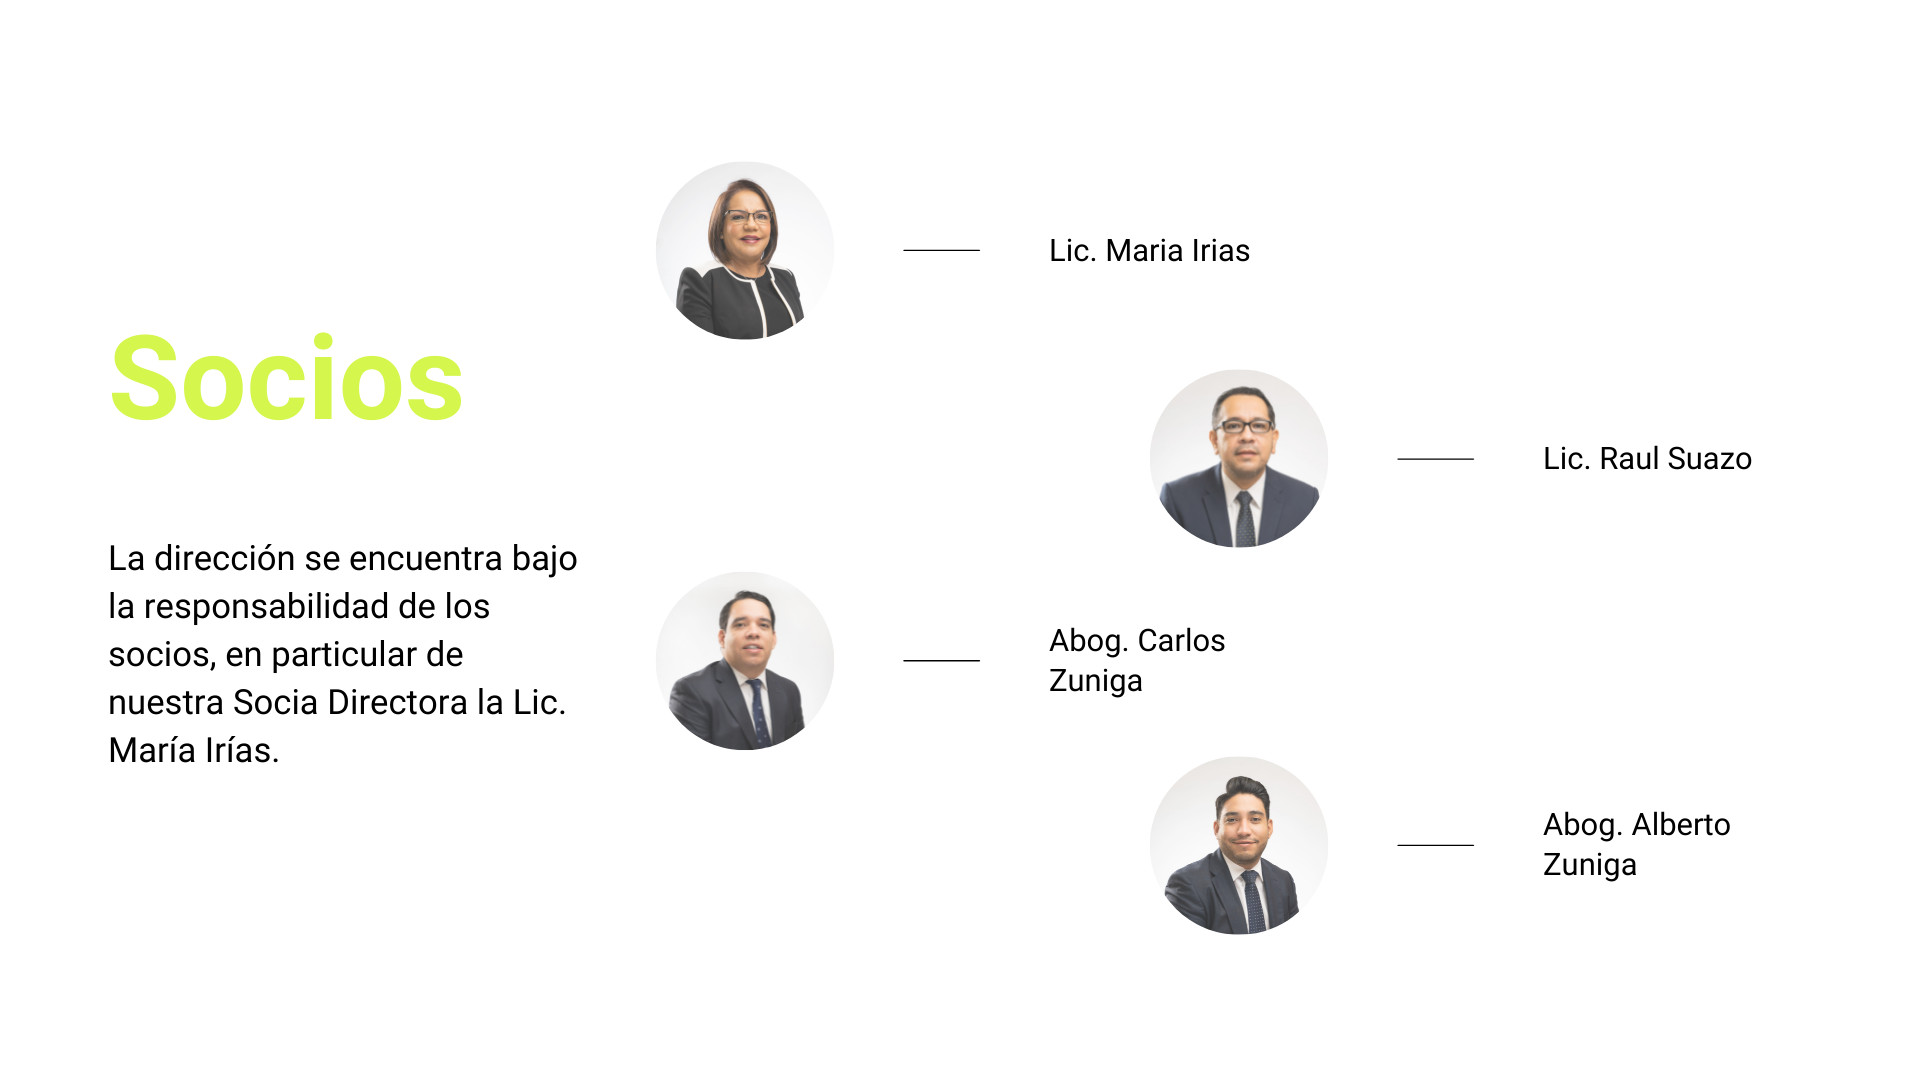 Socios
La dirección se encuentra bajo
la responsabilidad de los
socios, en particular de
nuestra Socia Directora la Lic.
María Irías.
Lic. Maria Irias
Lic. Raul Suazo
Abog. Carlos
Zuniga
Abog. Alberto
Zuniga